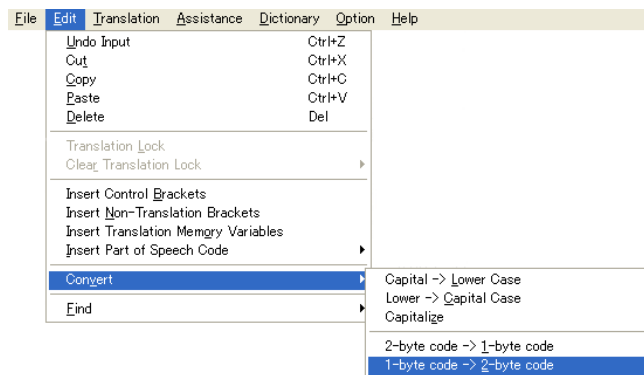 File Edit Translation Assistance Dictionary Option Help
Undo Input Ctrl+Z
Cut Ctrl+X
Copy Ctrl+C
Paste Ctrl+V
Delete Del
Translation Lock
Clear Translation Lock
Insert Control Brackets
Insert Non-Translation Brackets
Insert Translation Memory Variables
Insert Part of Speech Code
Convert
Find
Capital -> Lower Case
Lower -> Capital Case
Capitalize
2-byte code -> 1-byte code
1-byte code -> 2-byte code